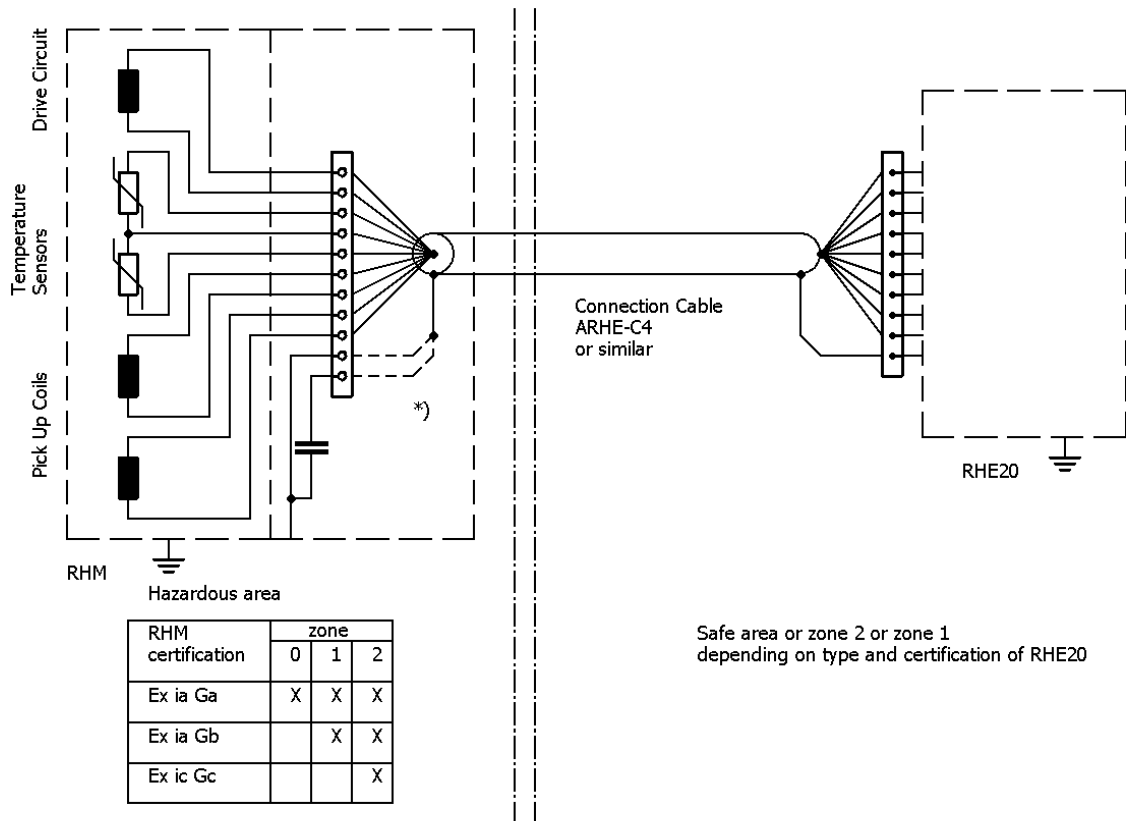 Drive Circuit
Temperature
Sensors
Pick Up Coils
*)
Connection Cable
ARHE-C4
or similar
RHE20
RHM
Hazardous area
RHM
certification
zone
0 1 2
Ex ia Ga X X X
Ex ia Gb X X
Ex ic Gc X
Safe area or zone 2 or zone 1
depending on type and certification of RHE20